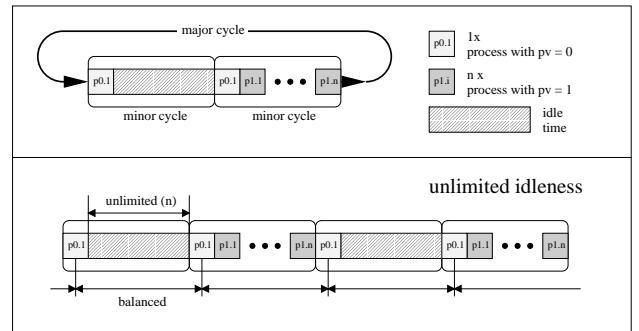 major cycle
p0.1
p0.1
p1.1
p1.n
minor cycle
minor cycle
p0.1
1x
process with pv = 0
p1.i
n x
process with pv = 1
idle
time
unlimited idleness
unlimited (n)
p0.1
p0.1
p1.1
p1.n
p0.1
p0.1
p1.1
p1.n
balanced